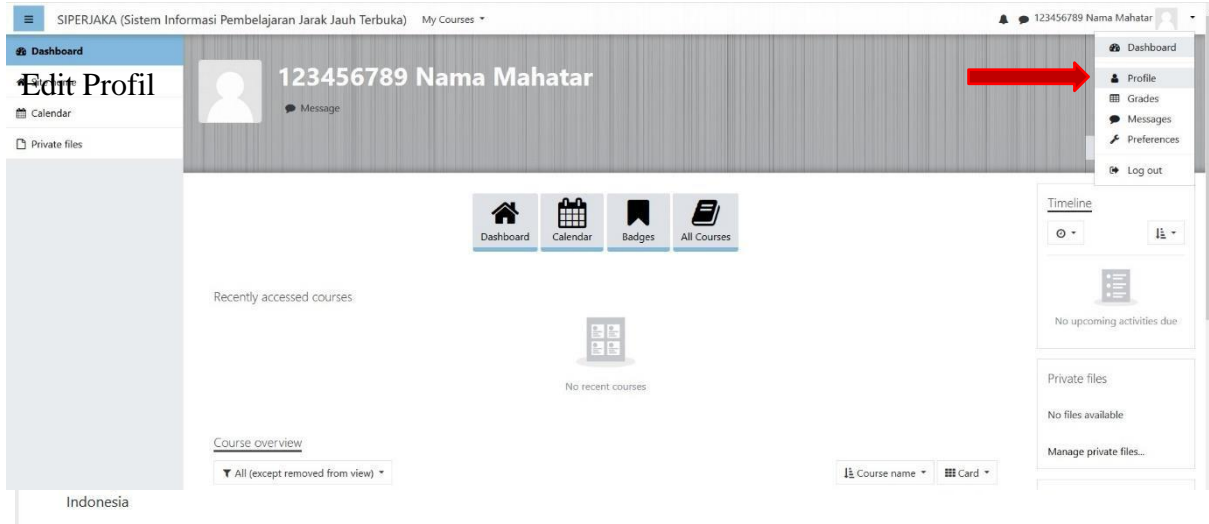 SIPERJAKA (Sistem Informasi Pembelajaran Jarak Jauh Terbuka) My Courses
123456789 Nama Mahatar
Dashboard
Edit Profil
Calendar
Private files
123456789 Nama Mahatar
Message
Dashboard
Profile
Grades
Messages
Preferences
Log out
Dashboard
Calendar
Badges
All Courses
Recently accessed courses
No recent courses
Course overview
All (except removed from view)
Course name
Card
Timeline
No upcoming activities due
Private files
No files available
Manage private files...
Indonesia